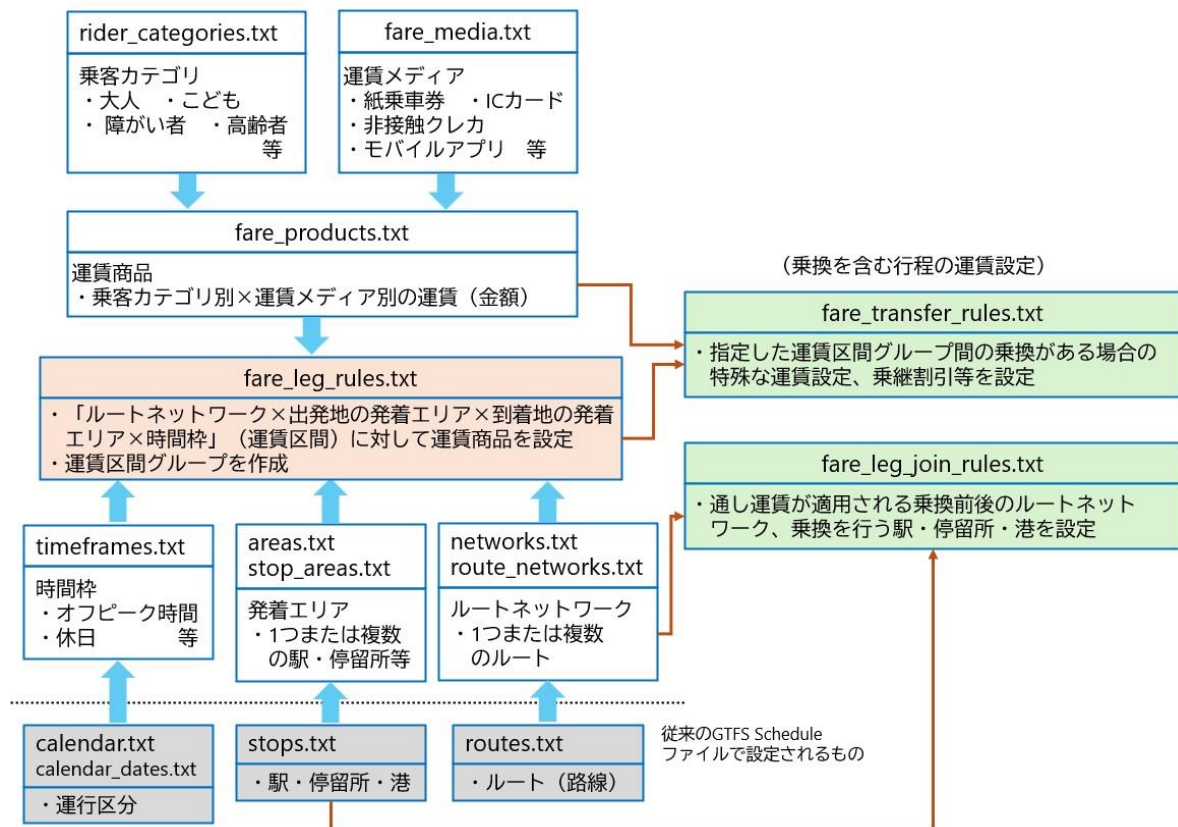 rider_categories.txt
乗客カテゴリ
・大人　・こども
・ 障がい者　・高齢者
等
fare_media.txt
運賃メディア
・紙乗車券　・ICカード
・非接触クレカ
・モバイルアプリ　等
fare_products.txt
運賃商品
・乗客カテゴリ別×運賃メディア別の運賃（金額）
（乗換を含む行程の運賃設定）
fare_transfer_rules.txt
・指定した運賃区間グループ間の乗換がある場合の
特殊な運賃設定、乗継割引等を設定
fare_leg_rules.txt
・「ルートネットワーク×出発地の発着エリア×到着地の発着
エリア×時間枠」（運賃区間）に対して運賃商品を設定
・運賃区間グループを作成
fare_leg_join_rules.txt
・通し運賃が適用される乗換前後のルートネット
ワーク、乗換を行う駅・停留所・港を設定
timeframes.txt
時間枠
・オフピーク時間
・休日　　　　等
areas.txt
stop_areas.txt
発着エリア
・1つまたは複数
の駅・停留所等
networks.txt
route_networks.txt
ルートネットワーク
・1つまたは複数
のルート
calendar.txt
calendar_dates.txt
・運行区分
stops.txt
・駅・停留所・港
routes.txt
・ルート（路線）
従来のGTFS Schedule
ファイルで設定されるもの